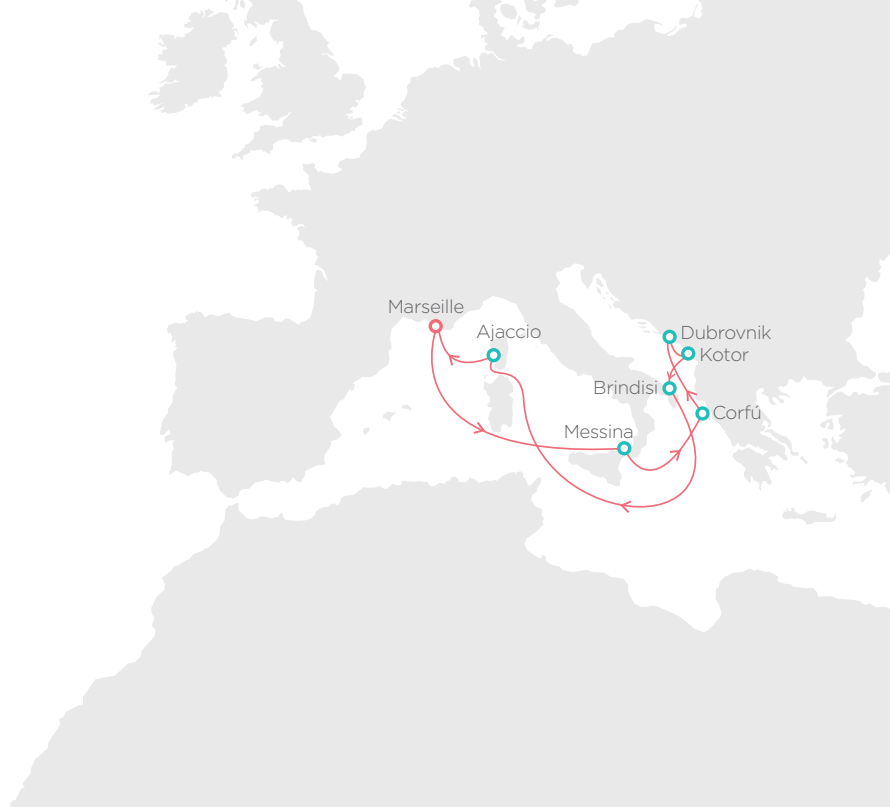 Marseille
Ajaccio
Dubrovnik
Kotor
Brindisi
Corfú
Messina